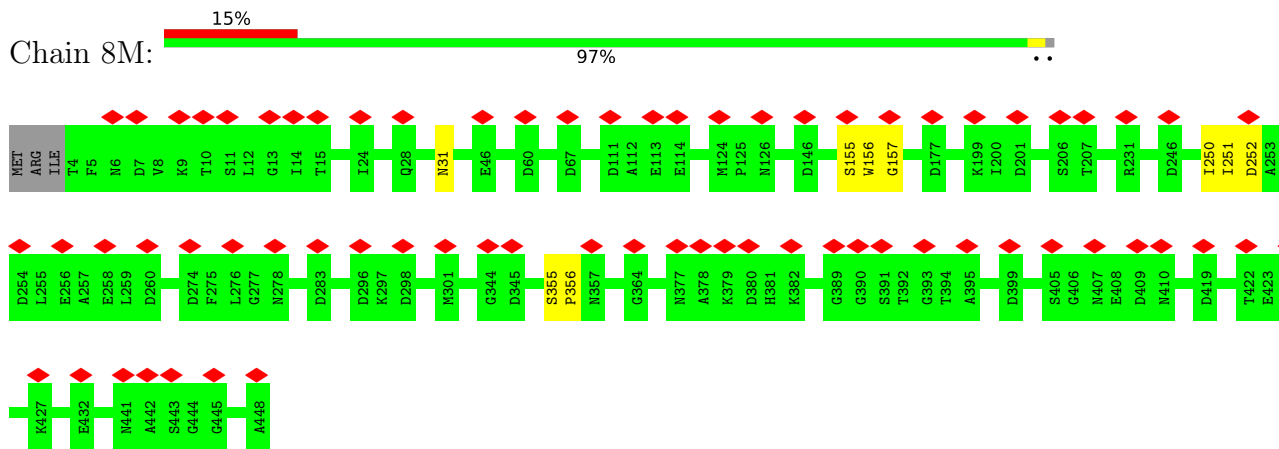 15%
Chain 8M:
97%
• •
MET ARG ILE T4 F5 N6 D7 V8 K9 T10 S11 L12 G13 I14 T15 I24 Q28 N31 E46 D60 D67 D111 A112 E113 E114 M124 P125 N126 D146 S155 W156 G157 D177 K199 I200 D201 S206 T207 R231 D246 I250 I251 D252 A253
D254 L255 E256 A257 E258 L259 D260 D274 F275 L276 G277 N278 D283 D296 K297 D298 M301 G344 D345 S355 P356 N357 G364 N377 A378 K379 D380 H381 K382 G389 G390 S391 T392 G393 T394 A395 D399 S405 G406 N407 E408 D409 N410 D419 T422 E423
K427 E432 N441 A442 S443 G444 G445 A448